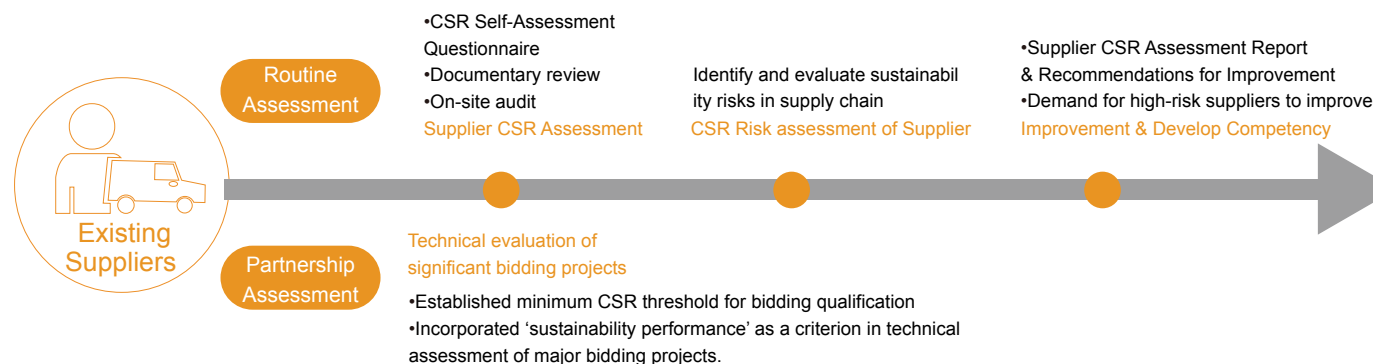 Existing
Suppliers
Routine
Assessment
•CSR Self-Assessment
Questionnaire
•Documentary review
•On-site audit
Supplier CSR Assessment
Identify and evaluate sustainabil
ity risks in supply chain
CSR Risk assessment of Supplier
•Supplier CSR Assessment Report
& Recommendations for Improvement
•Demand for high-risk suppliers to improve
Improvement & Develop Competency
Partnership
Assessment
Technical evaluation of
significant bidding projects
•Established minimum CSR threshold for bidding qualification
•Incorporated ‘sustainability performance’ as a criterion in technical
assessment of major bidding projects.